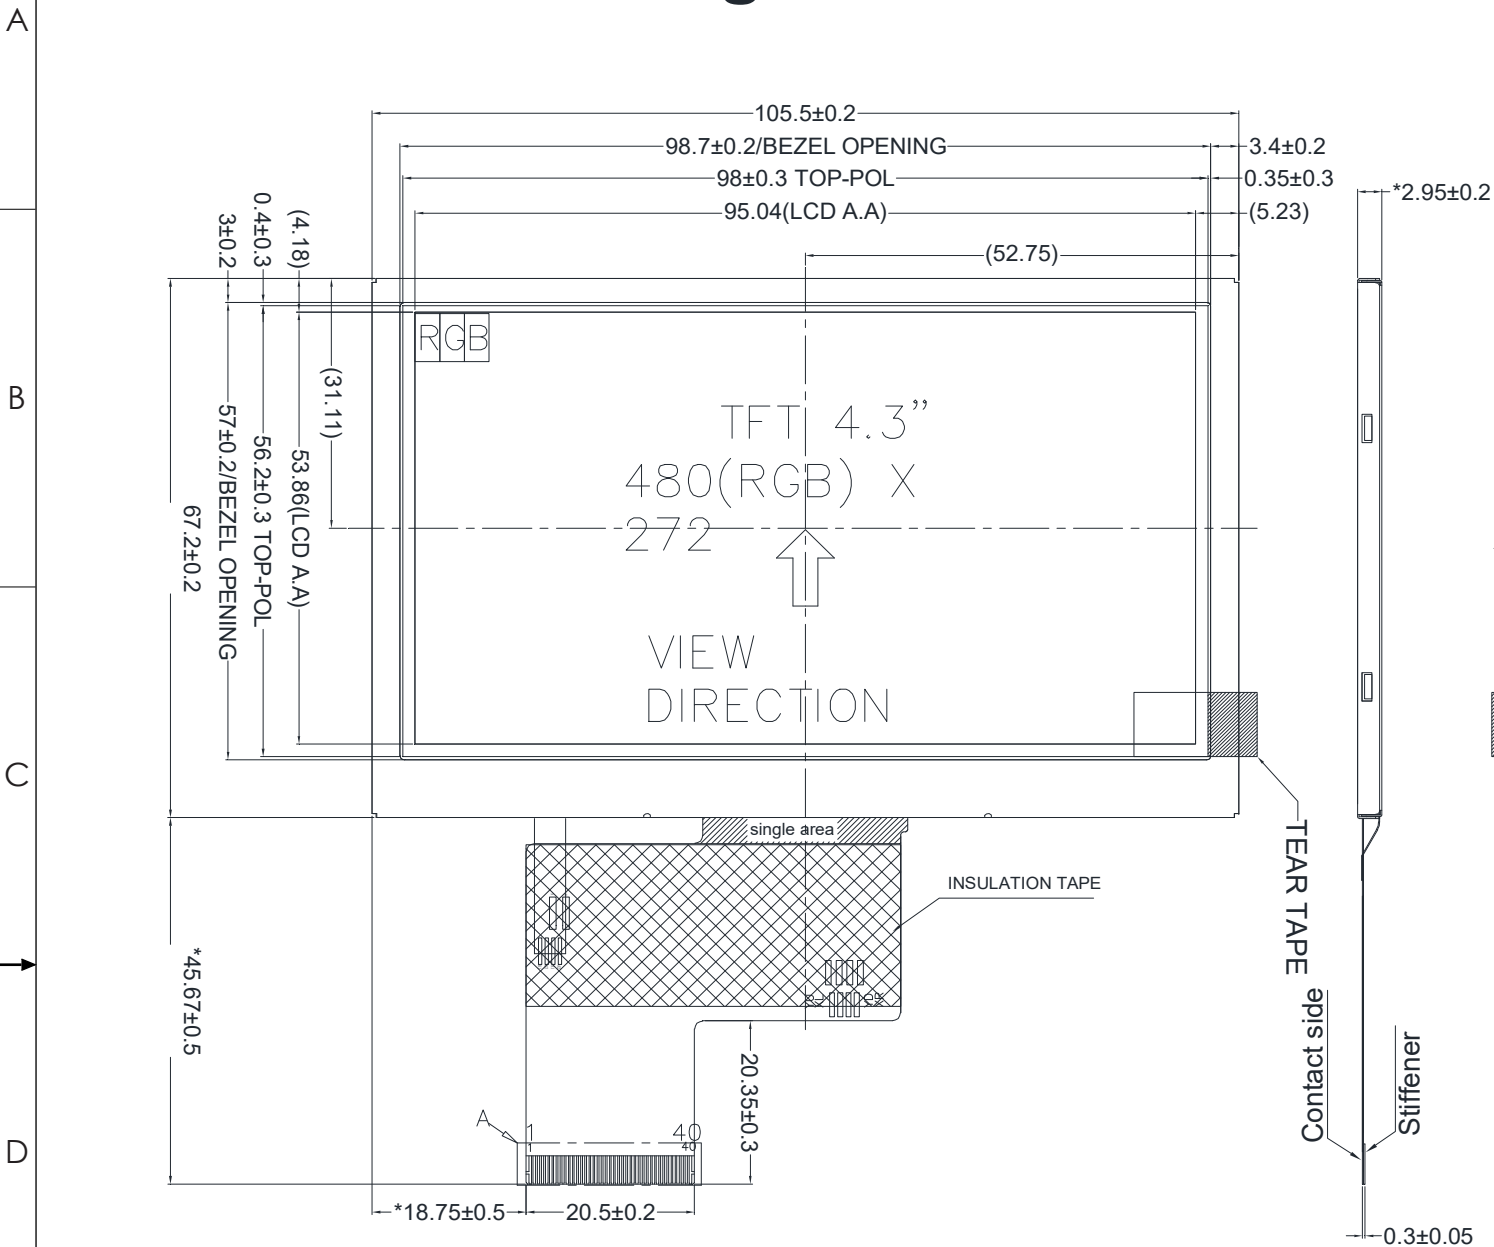 A
105.5±0.2
98.7±0.2/BEZEL OPENING
3.4±0.2
98±0.3 TOP-POL
0.35±0.3
*2.95±0.2
95.04(LCD A.A)
(5.23)
(52.75)
3±0.2
0.4±0.3
(4.18)
RGB
B
(31.11)
TFT 4.3”
480(RGB) X
272
67.2±0.2
57±0.2/BEZEL OPENING
56.2±0.3 TOP-POL
53.86(LCD A.A)
VIEW
DIRECTION
C
single area
TEAR TAPE
INSULATION TAPE
*45.67±0.5
Contact side
Stiffener
20.35±0.3
A
1
40
1
40
D
*18.75±0.5
20.5±0.2
0.3±0.05